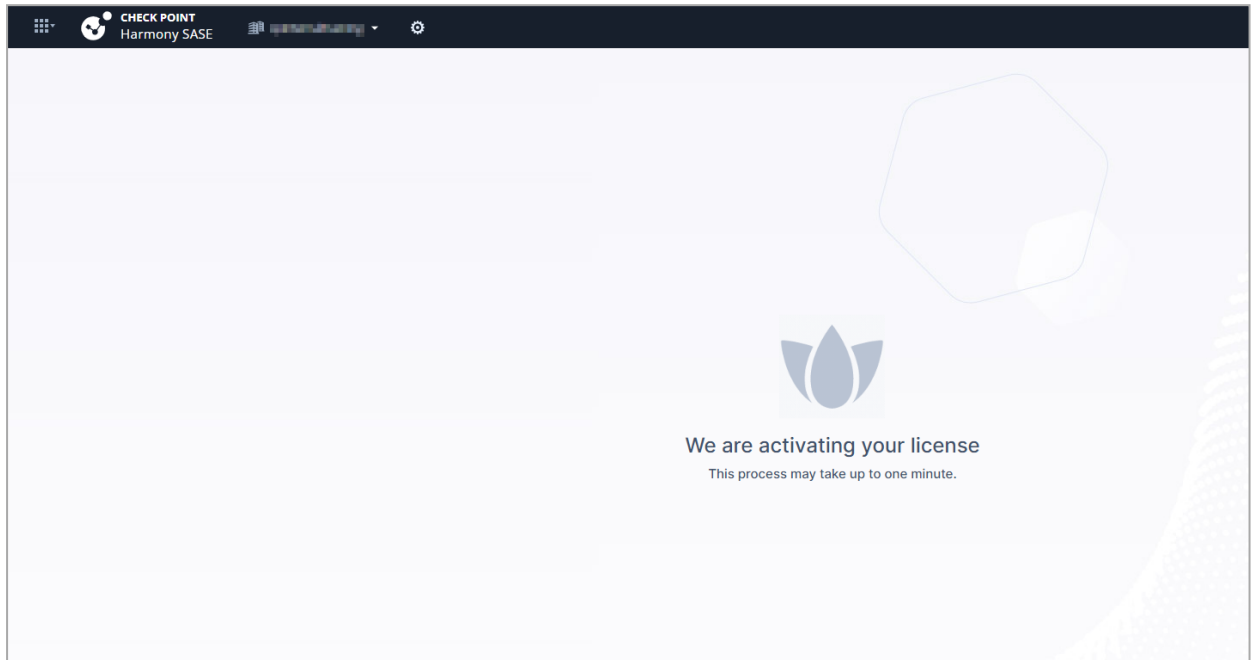 CHECK POINT
Harmony SASE
We are activating your license
This process may take up to one minute.